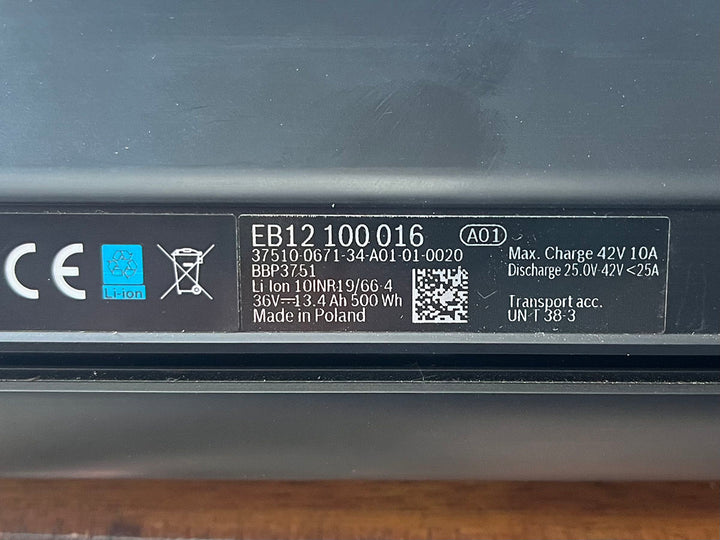 CE
Li-ion
EB12 100 016 A01
37510-0671-34-A01-01-0020
BBP3751
Li Ion 10INR19/66-4
36V⎓13.4 Ah 500 Wh
Made in Poland
Max. Charge 42V 10A
Discharge 25.0V-42V <25A
Transport acc.
UN T 38-3